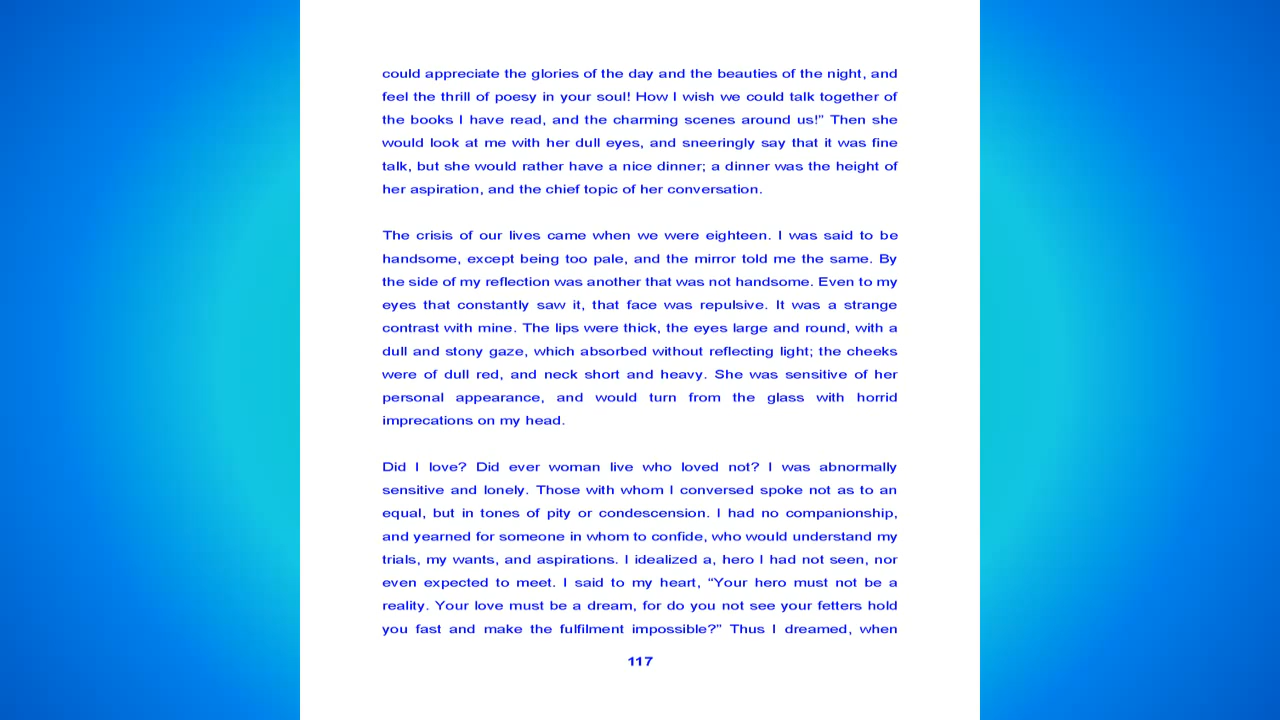 could appreciate the glories of the day and the beauties of the night, and
feel the thrill of poesy in your soul! How I wish we could talk together of
the books I have read, and the charming scenes around us!” Then she
would look at me with her dull eyes, and sneeringly say that it was fine
talk, but she would rather have a nice dinner; a dinner was the height of
her aspiration, and the chief topic of her conversation.
The crisis of our lives came when we were eighteen. I was said to be
handsome, except being too pale, and the mirror told me the same. By
the side of my reflection was another that was not handsome. Even to my
eyes that constantly saw it, that face was repulsive. It was a strange
contrast with mine. The lips were thick, the eyes large and round, with a
dull and stony gaze, which absorbed without reflecting light; the cheeks
were of dull red, and neck short and heavy. She was sensitive of her
personal appearance, and would turn from the glass with horrid
imprecations on my head.
Did I love? Did ever woman live who loved not? I was abnormally
sensitive and lonely. Those with whom I conversed spoke not as to an
equal, but in tones of pity or condescension. I had no companionship,
and yearned for someone in whom to confide, who would understand my
trials, my wants, and aspirations. I idealized a, hero I had not seen, nor
even expected to meet. I said to my heart, “Your hero must not be a
reality. Your love must be a dream, for do you not see your fetters hold
you fast and make the fulfilment impossible?” Thus I dreamed, when
117